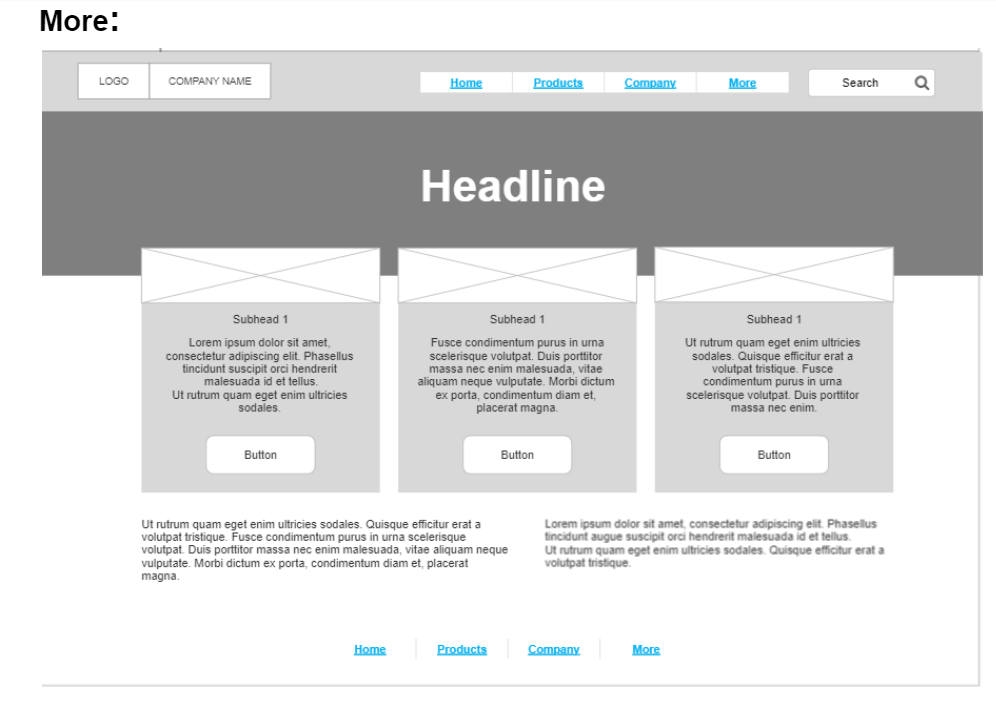 More:
LOGO
COMPANY NAME
Home
Products
Company
More
Search
Headline
Subhead 1
Lorem ipsum dolor sit amet,
consectetur adipiscing elit. Phasellus
tincidunt suscipit orci hendrerit
malesuada id et tellus.
Ut rutrum quam eget enim ultricies
sodales.
Button
Subhead 1
Fusce condimentum purus in urna
scelerisque volutpat. Duis porttitor
massa nec enim malesuada, vitae
aliquam neque vulputate. Morbi dictum
ex porta, condimentum diam et,
placerat magna.
Button
Subhead 1
Ut rutrum quam eget enim ultricies
sodales. Quisque efficitur erat a
volutpat tristique. Fusce
condimentum purus in urna
scelerisque volutpat. Duis porttitor
massa nec enim.
Button
Ut rutrum quam eget enim ultricies sodales. Quisque efficitur erat a
volutpat tristique. Fusce condimentum purus in urna scelerisque
volutpat. Duis porttitor massa nec enim malesuada, vitae aliquam neque
vulputate. Morbi dictum ex porta, condimentum diam et, placerat
magna.
Lorem ipsum dolor sit amet, consectetur adipiscing elit. Phasellus
tincidunt augue suscipit orci hendrerit malesuada id et tellus.
Ut rutrum quam eget enim ultricies sodales. Quisque efficitur erat a
volutpat tristique.
Home
Products
Company
More